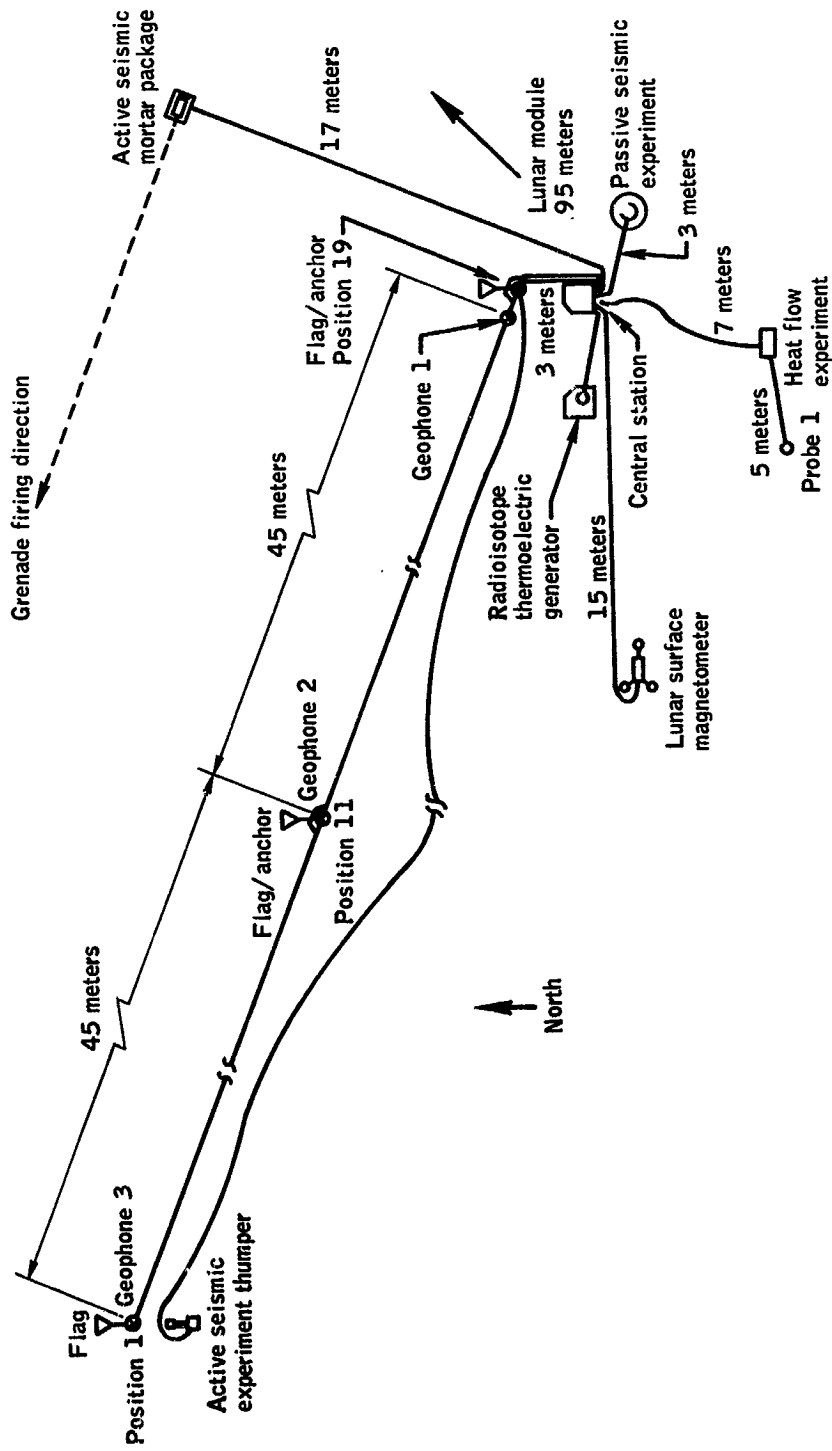 Grenade firing direction
Active seismic
mortar package
45 meters
17 meters
Flag/anchor
Position 19
Geophone 1
Lunar module
.95 meters
Passive seismic
experiment
3 meters
3 meters
Central station
7 meters
Heat flow
experiment
5 meters
Probe 1
Radioisotope
thermoelectric
generator
15 meters
Lunar surface
magnetometer
Geophone 2
Flag/anchor
Position 11
45 meters
North
Flag
Geophone 3
Position 1
Active seismic
experiment thumper